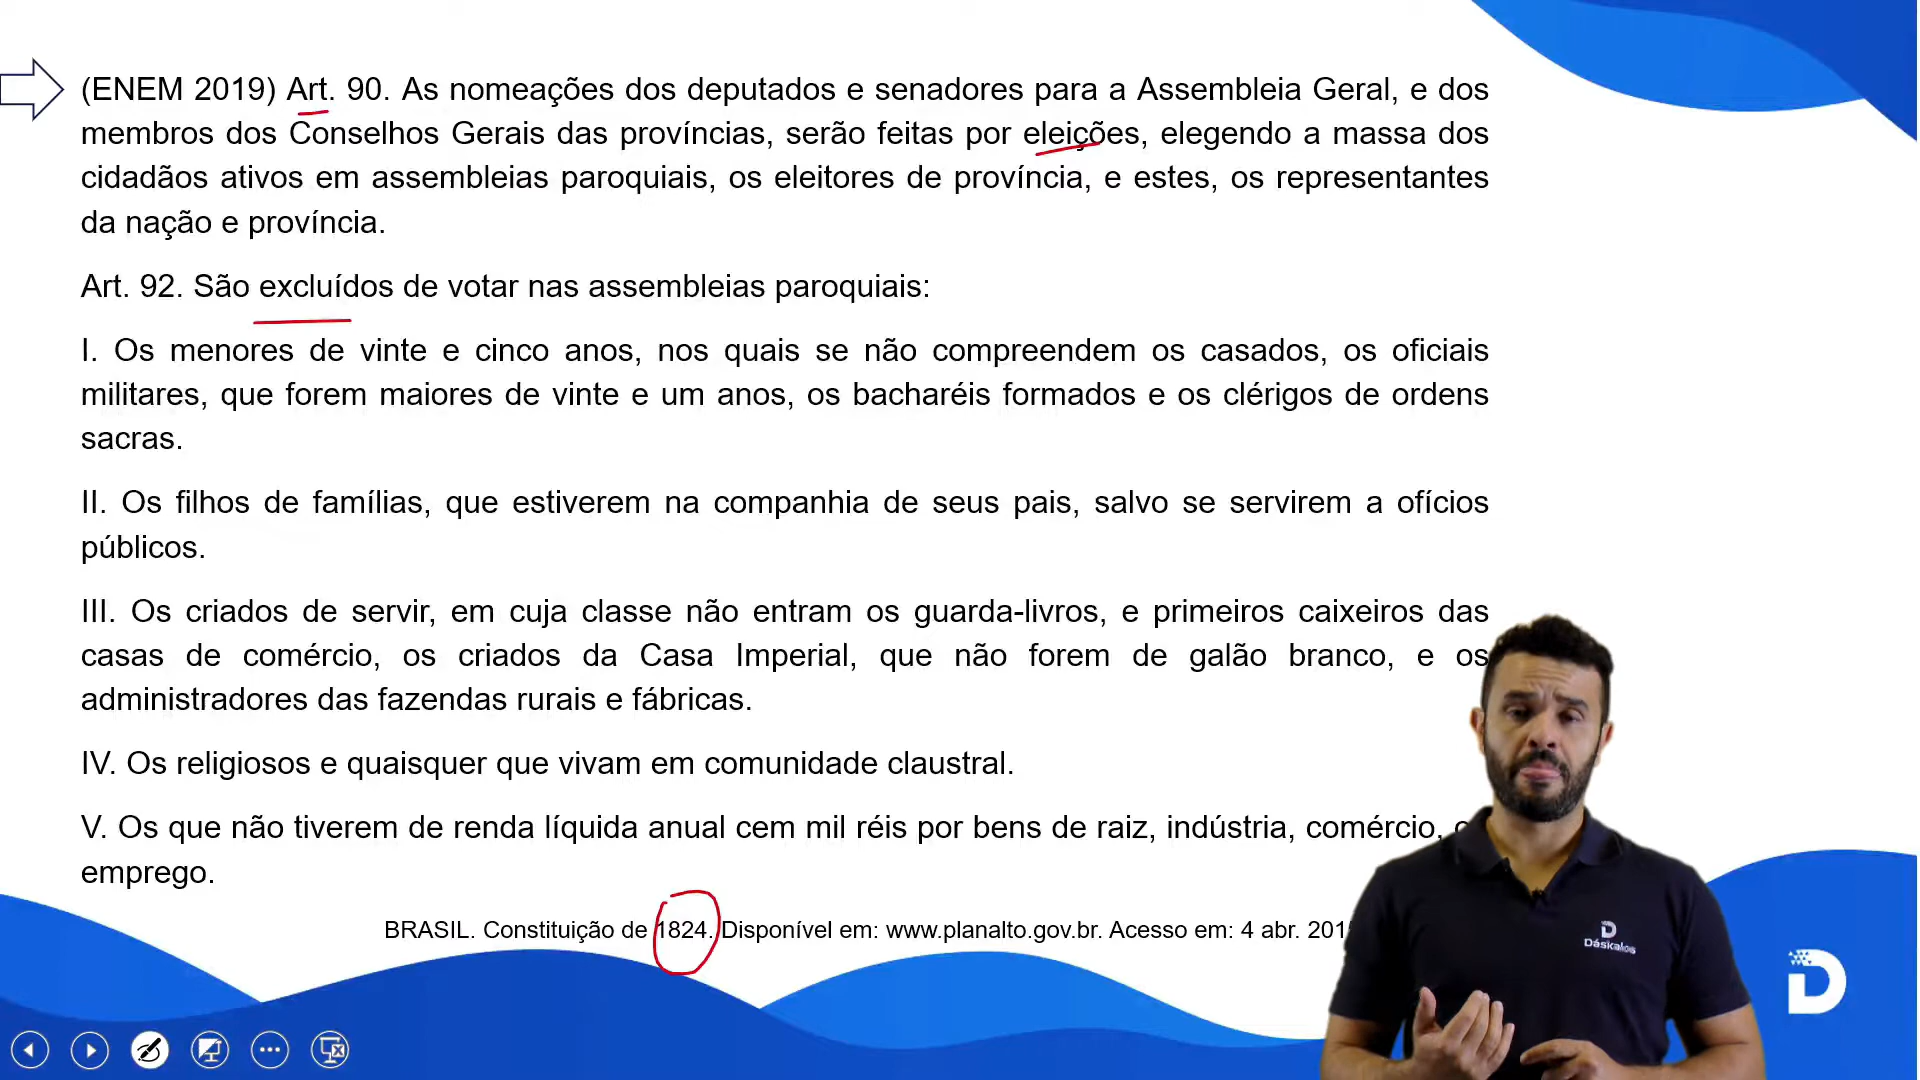 (ENEM 2019) Art. 90. As nomeações dos deputados e senadores para a Assembleia Geral, e dos
membros dos Conselhos Gerais das províncias, serão feitas por eleições, elegendo a massa dos
cidadãos ativos em assembleias paroquiais, os eleitores de província, e estes, os representantes
da nação e província.
Art. 92. São excluídos de votar nas assembleias paroquiais:
I. Os menores de vinte e cinco anos, nos quais se não compreendem os casados, os oficiais
militares, que forem maiores de vinte e um anos, os bacharéis formados e os clérigos de ordens
sacras.
II. Os filhos de famílias, que estiverem na companhia de seus pais, salvo se servirem a ofícios
públicos.
III. Os criados de servir, em cuja classe não entram os guarda-livros, e primeiros caixeiros das
casas de comércio, os criados da Casa Imperial, que não forem de galão branco, e os
administradores das fazendas rurais e fábricas.
IV. Os religiosos e quaisquer que vivam em comunidade claustral.
V. Os que não tiverem de renda líquida anual cem mil réis por bens de raiz, indústria, comércio,
emprego.
BRASIL. Constituição de 1824. Disponível em: www.planalto.gov.br. Acesso em: 4 abr.
D
Dáskalos
D